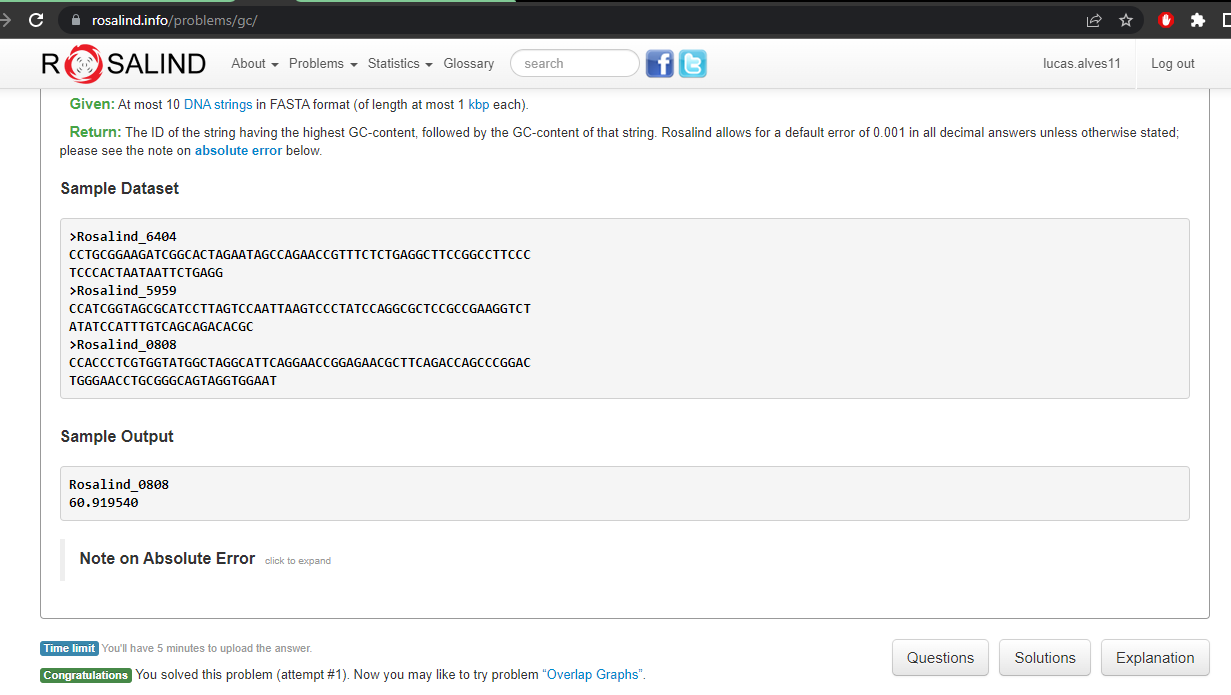 rosalind.info/problems/gc/
ROSALIND About Problems Statistics Glossary search lucas.alves11 Log out
Given: At most 10 DNA strings in FASTA format (of length at most 1 kbp each).
Return: The ID of the string having the highest GC-content, followed by the GC-content of that string. Rosalind allows for a default error of 0.001 in all decimal answers unless otherwise stated;
please see the note on absolute error below.
Sample Dataset
>Rosalind_6404
CCTGCGGAAGATCGGCACTAGAATAGCCAGAACCGTTTCTCTGAGGCTTCCGGCCTTCCC
TCCCACTAATAATTCTGAGG
>Rosalind_5959
CCATCGGTAGCGCATCCTTAGTCCAATTAAGTCCCTATCCAGGCGCTCCGCCGAAGGTCT
ATATCCATTTGTCAGCAGACACGC
>Rosalind_0808
CCACCCTCGTGGTATGGCTAGGCATTCAGGAACCGGAGAACGCTTCAGACCAGCCCGGAC
TGGGAACCTGCGGGCAGTAGGTGGAAT
Sample Output
Rosalind_0808
60.919540
Note on Absolute Error click to expand
Time limit You'll have 5 minutes to upload the answer.
Congratulations You solved this problem (attempt #1). Now you may like to try problem “Overlap Graphs”.
Questions Solutions Explanation